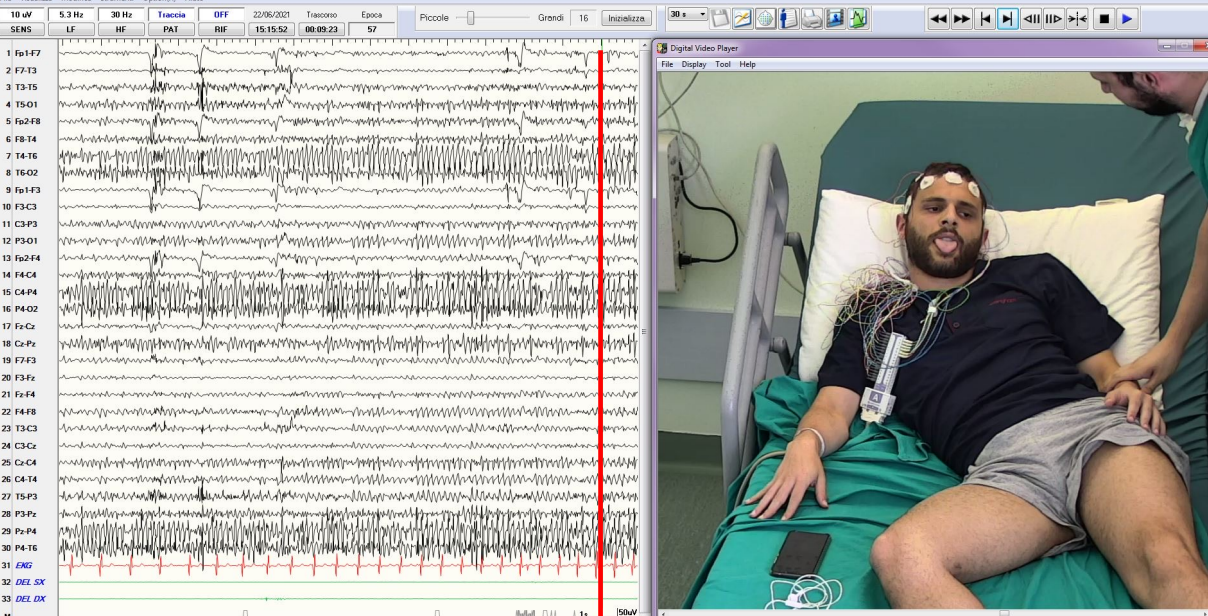 10 uV 5.3 Hz 30 Hz Traccia OFF 22/06/2021 Trascorso Epoca
SENS LF HF PAT RIF 15:15:52 00:09:23 57
Piccole Grandi 16 Inizializza
30 s
Digital Video Player
File Display Tool Help
1 Fp1-F7
2 F7-T3
3 T3-T5
4 T5-O1
5 Fp2-F8
6 F8-T4
7 T4-T6
8 T6-O2
9 Fp1-F3
10 F3-C3
11 C3-P3
12 P3-O1
13 Fp2-F4
14 F4-C4
15 C4-P4
16 P4-O2
17 Fz-Cz
18 Cz-Pz
19 F7-F3
20 F3-Fz
21 Fz-F4
22 F4-F8
23 T3-C3
24 C3-Cz
25 Cz-C4
26 C4-T4
27 T5-P3
28 P3-Pz
29 Pz-P4
30 P4-T6
31 EKG
32 DEL SX
33 DEL DX
1s 50uV
A